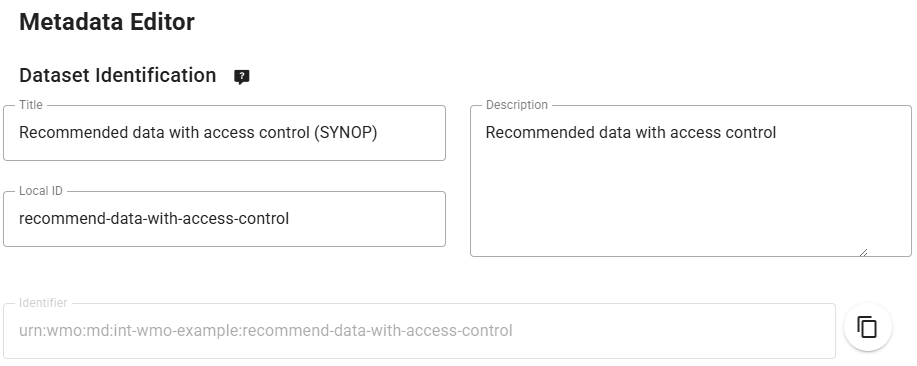 Metadata Editor
Dataset Identification
Title
Recommended data with access control (SYNOP)
Description
Recommended data with access control
Local ID
recommend-data-with-access-control
Identifier
urn:wmo:md:int-wmo-example:recommend-data-with-access-control